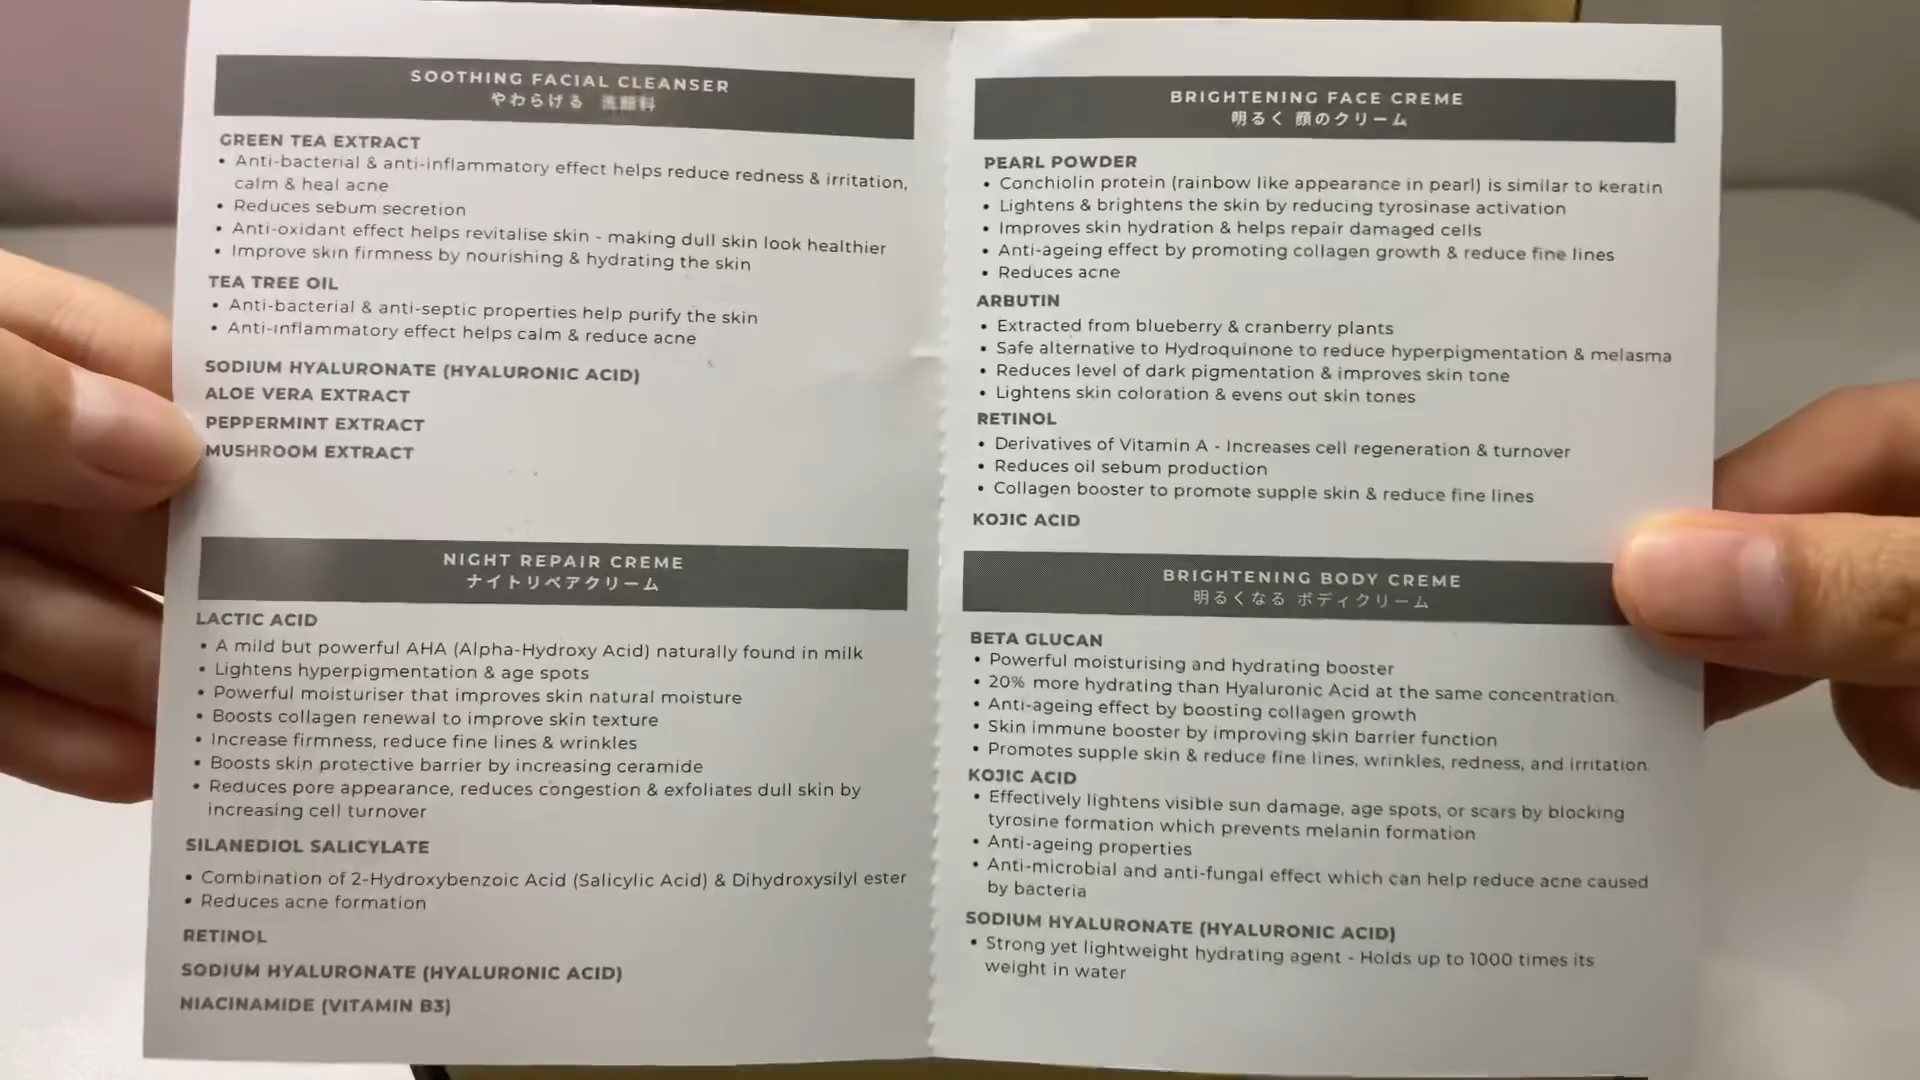 SOOTHING FACIAL CLEANSER
やわらげる 洗顔料
GREEN TEA EXTRACT
• Anti-bacterial & anti-inflammatory effect helps reduce redness & irritation,
calm & heal acne
• Reduces sebum secretion
• Anti-oxidant effect helps revitalise skin - making dull skin look healthier
• Improve skin firmness by nourishing & hydrating the skin
TEA TREE OIL
• Anti-bacterial & anti-septic properties help purify the skin
• Anti-inflammatory effect helps calm & reduce acne
SODIUM HYALURONATE (HYALURONIC ACID)
ALOE VERA EXTRACT
PEPPERMINT EXTRACT
MUSHROOM EXTRACT
NIGHT REPAIR CREME
ナイトリペアクリーム
LACTIC ACID
• A mild but powerful AHA (Alpha-Hydroxy Acid) naturally found in milk
• Lightens hyperpigmentation & age spots
• Powerful moisturiser that improves skin natural moisture
• Boosts collagen renewal to improve skin texture
• Increase firmness, reduce fine lines & wrinkles
• Boosts skin protective barrier by increasing ceramide
• Reduces pore appearance, reduces congestion & exfoliates dull skin by
increasing cell turnover
SILANEDIOL SALICYLATE
• Combination of 2-Hydroxybenzoic Acid (Salicylic Acid) & Dihydroxysilyl ester
• Reduces acne formation
RETINOL
SODIUM HYALURONATE (HYALURONIC ACID)
NIACINAMIDE (VITAMIN B3)
BRIGHTENING FACE CREME
明るく 顔のクリーム
PEARL POWDER
• Conchiolin protein (rainbow like appearance in pearl) is similar to keratin
• Lightens & brightens the skin by reducing tyrosinase activation
• Improves skin hydration & helps repair damaged cells
• Anti-ageing effect by promoting collagen growth & reduce fine lines
• Reduces acne
ARBUTIN
• Extracted from blueberry & cranberry plants
• Safe alternative to Hydroquinone to reduce hyperpigmentation & melasma
• Reduces level of dark pigmentation & improves skin tone
• Lightens skin coloration & evens out skin tones
RETINOL
• Derivatives of Vitamin A - Increases cell regeneration & turnover
• Reduces oil sebum production
• Collagen booster to promote supple skin & reduce fine lines
KOJIC ACID
BRIGHTENING BODY CREME
明るくなる ボディクリーム
BETA GLUCAN
• Powerful moisturising and hydrating booster
• 20% more hydrating than Hyaluronic Acid at the same concentration.
• Anti-ageing effect by boosting collagen growth
• Skin immune booster by improving skin barrier function
• Promotes supple skin & reduce fine lines, wrinkles, redness, and irritation.
KOJIC ACID
• Effectively lightens visible sun damage, age spots, or scars by blocking
tyrosine formation which prevents melanin formation
• Anti-ageing properties
• Anti-microbial and anti-fungal effect which can help reduce acne caused
by bacteria
SODIUM HYALURONATE (HYALURONIC ACID)
• Strong yet lightweight hydrating agent - Holds up to 1000 times its
weight in water